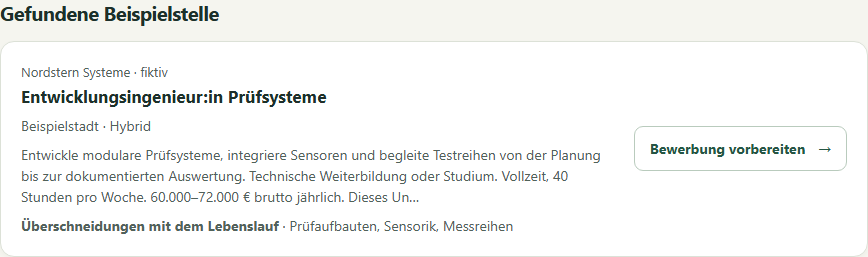 Gefundene Beispielstelle
Nordstern Systeme · fiktiv
Entwicklungsingenieur:in Prüfsysteme
Beispielstadt · Hybrid
Entwickle modulare Prüfsysteme, integriere Sensoren und begleite Testreihen von der Planung
bis zur dokumentierten Auswertung. Technische Weiterbildung oder Studium. Vollzeit, 40
Stunden pro Woche. 60.000–72.000 € brutto jährlich. Dieses Un...
Überschneidungen mit dem Lebenslauf · Prüfaufbauten, Sensorik, Messreihen
Bewerbung vorbereiten →